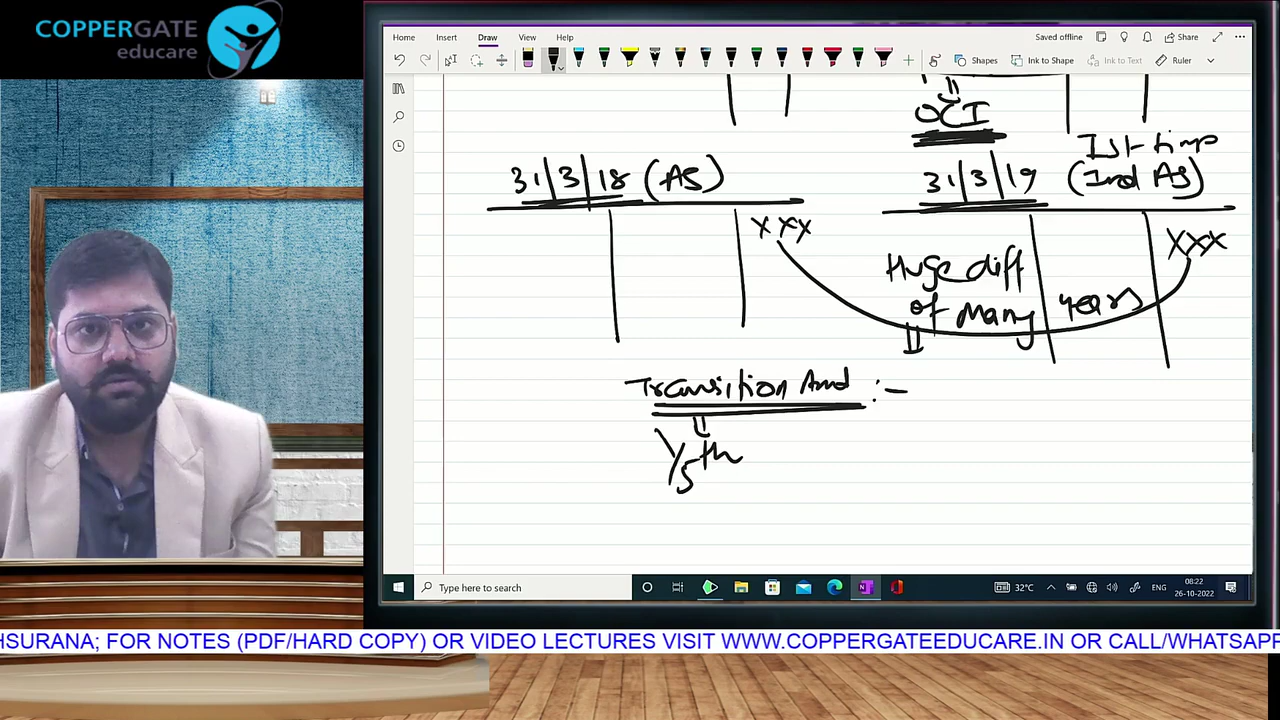 COPPERGATE
educare
Home Insert Draw View Help
Saved offline Share
Shapes Ink to Shape Ink to Text Ruler
OCI
31/3/18 (AS)
31/3/19
Ist time
(Ind AS)
XXX
XXX
Huge diff
of Many years
Transition Amd :-
1/5th
Type here to search
32°C ENG 08:22
26-10-2022
HSURANA; FOR NOTES (PDF/HARD COPY) OR VIDEO LECTURES VISIT WWW.COPPERGATEEDUCARE.IN OR CALL/WHATSAPP